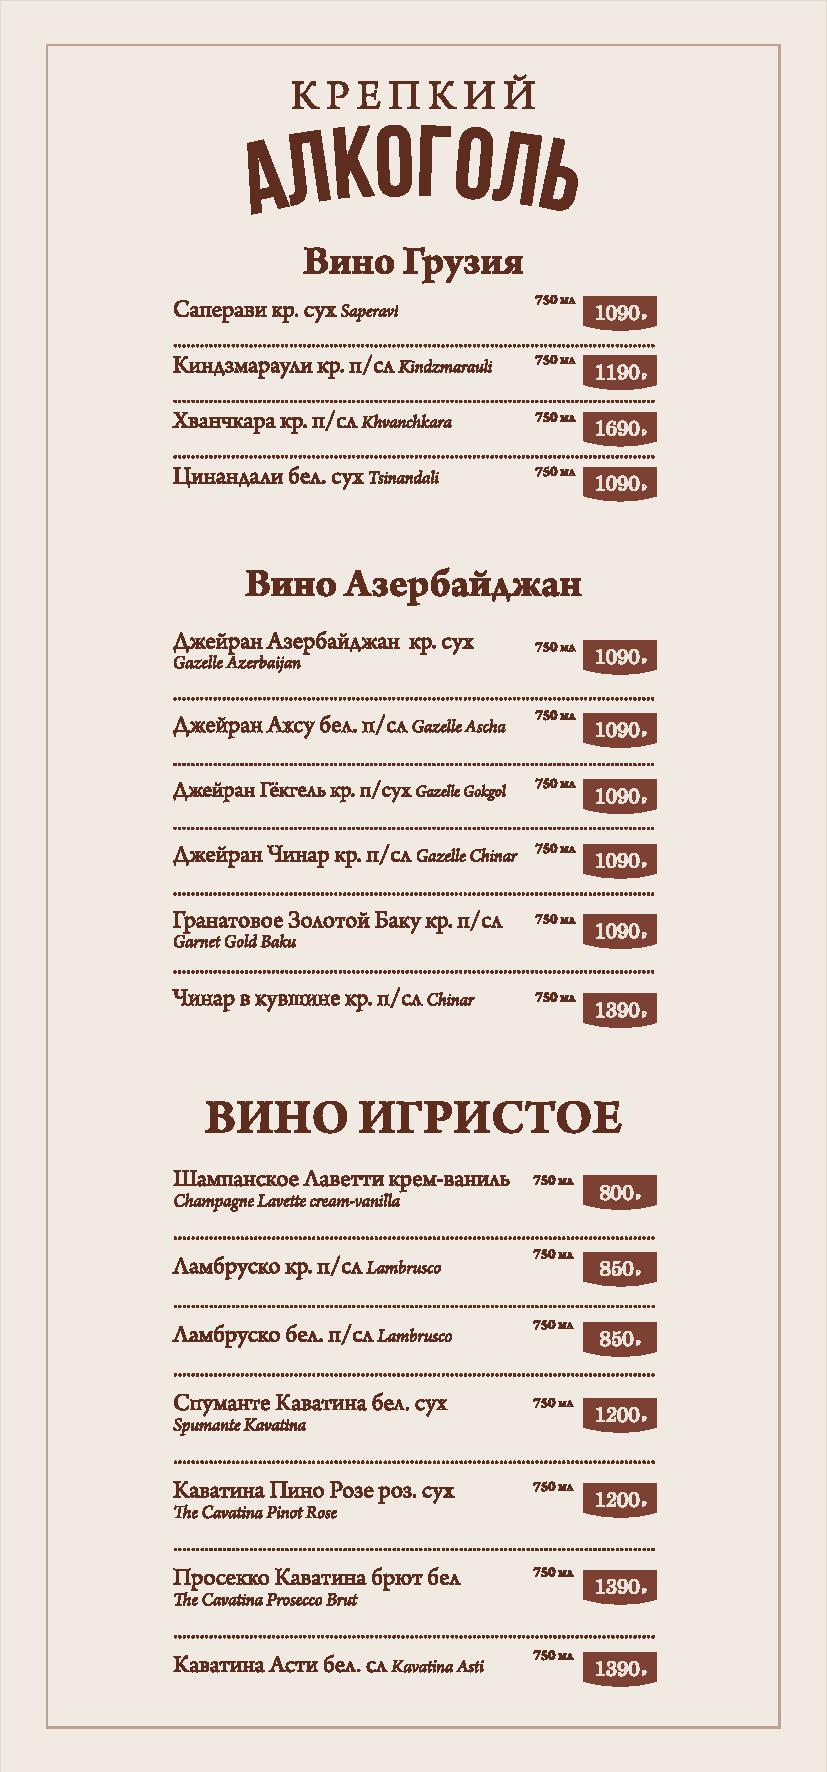 КРЕПКИЙ
АЛКОГОЛЬ
Вино Грузия
Саперави кр. сух Saperavi 750 мл 1090₽
Киндзмараули кр. п/сл Kindzmarauli 750 мл 1190₽
Хванчкара кр. п/сл Khvanchkara 750 мл 1690₽
Цинандали бел. сух Tsinandali 750 мл 1090₽
Вино Азербайджан
Джейран Азербайджан кр. сух 750 мл 1090₽
Gazelle Azerbaijan
Джейран Ахсу бел. п/сл Gazelle Ascha 750 мл 1090₽
Джейран Гёкгель кр. п/сух Gazelle Gokgol 750 мл 1090₽
Джейран Чинар кр. п/сл Gazelle Chinar 750 мл 1090₽
Гранатовое Золотой Баку кр. п/сл 750 мл 1090₽
Garnet Gold Baku
Чинар в кувшине кр. п/сл Chinar 750 мл 1390₽
ВИНО ИГРИСТОЕ
Шампанское Лаветти крем-ваниль 750 мл 800₽
Champagne Lavette cream-vanilla
Ламбруско кр. п/сл Lambrusco 750 мл 850₽
Ламбруско бел. п/сл Lambrusco 750 мл 850₽
Спуманте Каватина бел. сух 750 мл 1200₽
Spumante Kavatina
Каватина Пино Розе роз. сух 750 мл 1200₽
The Cavatina Pinot Rose
Просекко Каватина брют бел 750 мл 1390₽
The Cavatina Prosecco Brut
Каватина Асти бел. сл Kavatina Asti 750 мл 1390₽